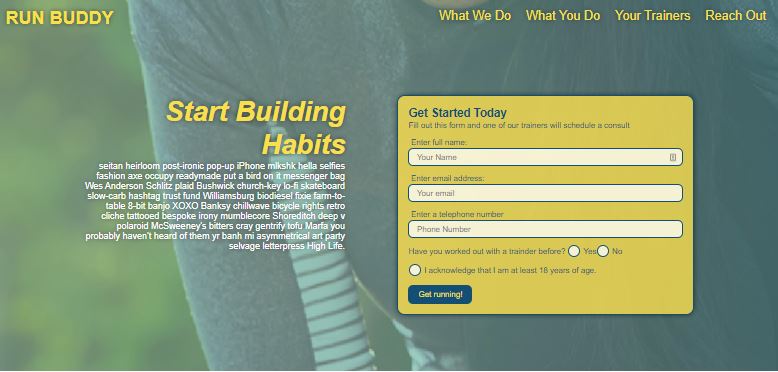 RUN BUDDY
What We Do What You Do Your Trainers Reach Out
Start Building
Habits
seitan heirloom post-ironic pop-up iPhone mlkshk hella selfies
fashion axe occupy readymade put a bird on it messenger bag
Wes Anderson Schlitz plaid Bushwick church-key lo-fi skateboard
slow-carb hashtag trust fund Williamsburg biodiesel fixie farm-to-
table 8-bit banjo XOXO Banksy chillwave bicycle rights retro
cliche tattooed bespoke irony mumblecore Shoreditch deep v
polaroid McSweeney's bitters cray gentrify tofu Marfa you
probably haven't heard of them yr banh mi asymmetrical art party
selvage letterpress High Life.
Get Started Today
Fill out this form and one of our trainers will schedule a consult
Enter full name:
Your Name
Enter email address:
Your email
Enter a telephone number
Phone Number
Have you worked out with a trainder before? Yes No
I acknowledge that I am at least 18 years of age.
Get running!